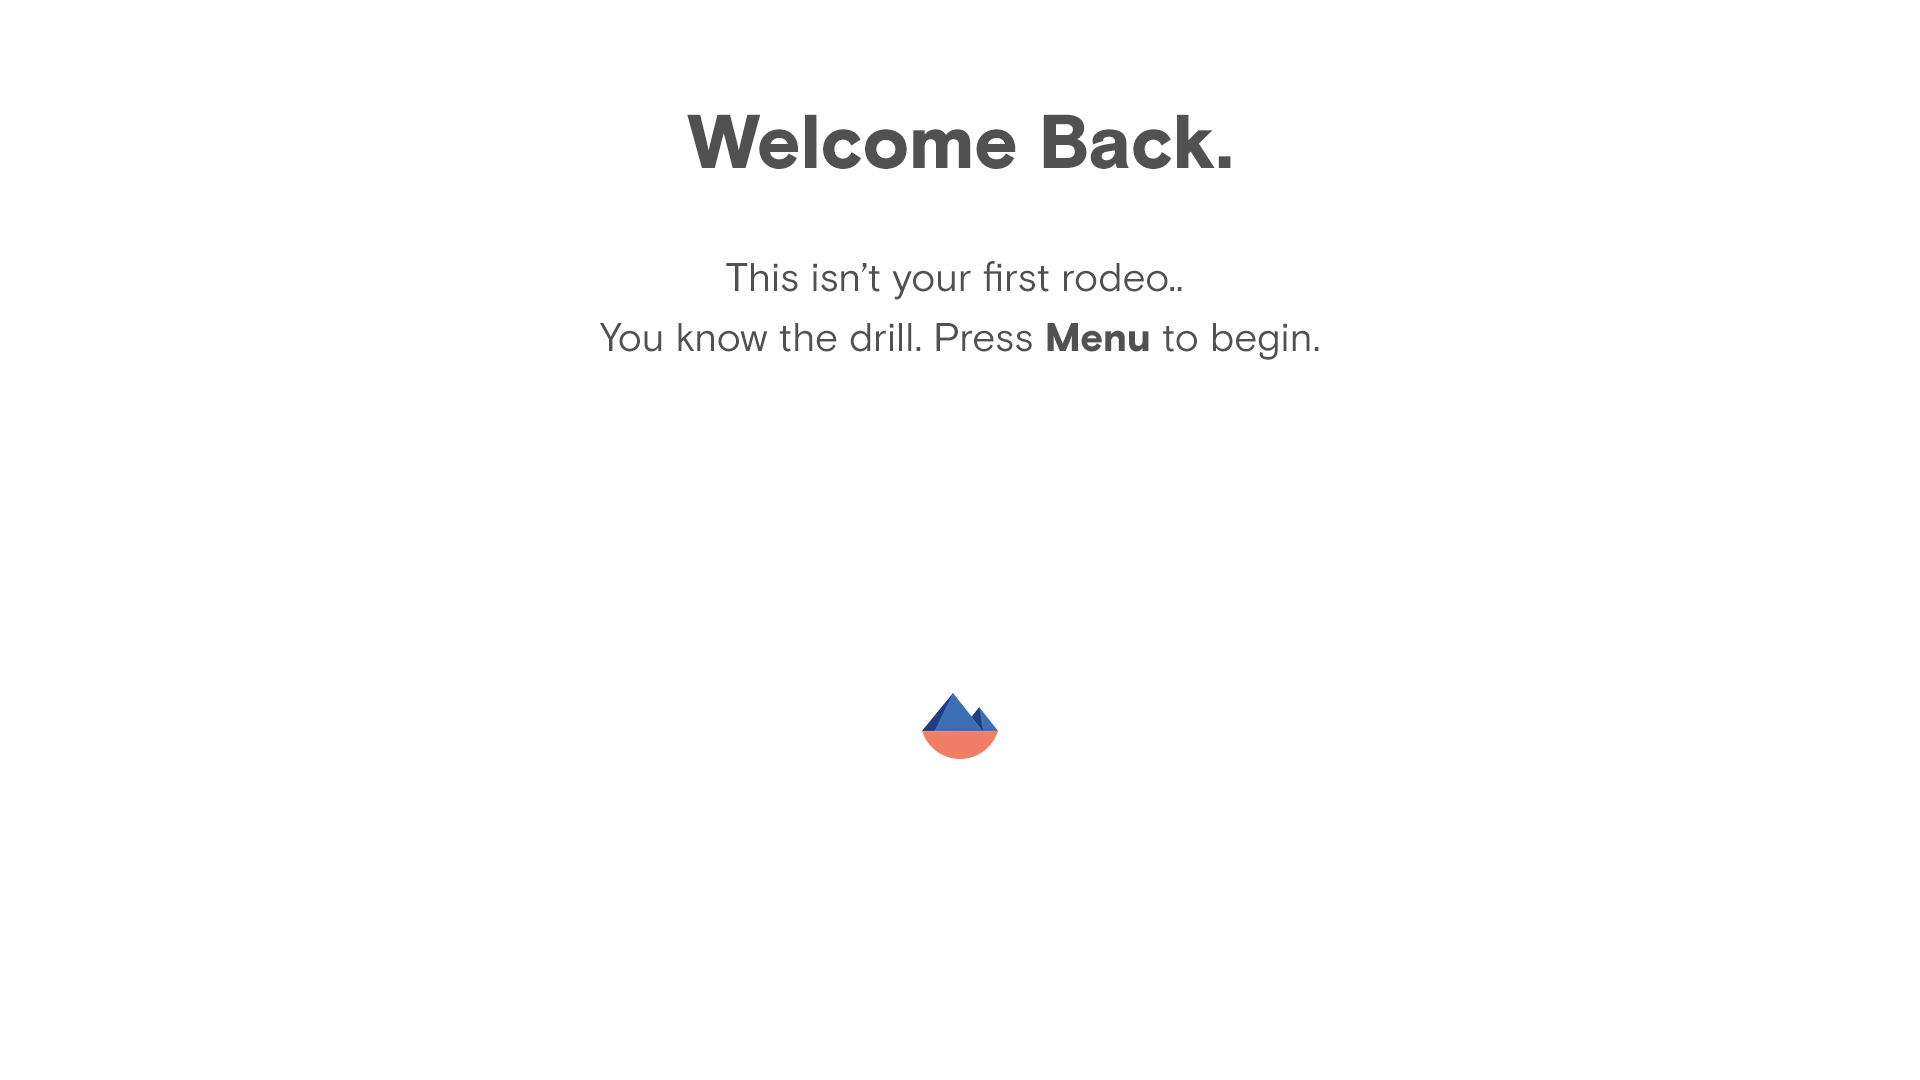 Welcome Back.
This isn’t your first rodeo..
You know the drill. Press Menu to begin.